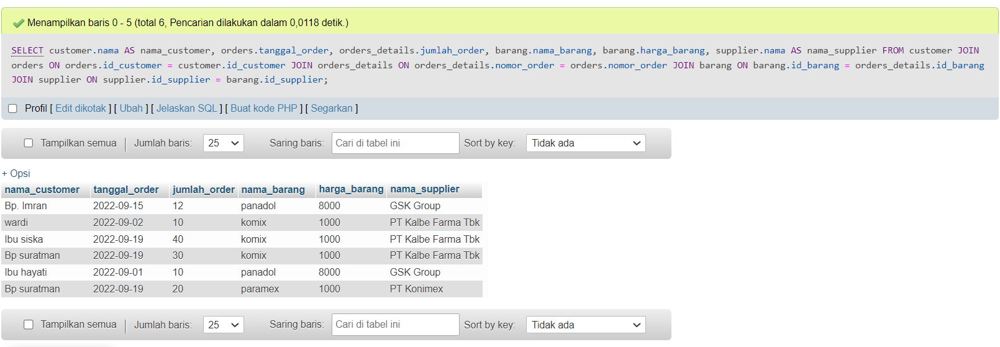 Menampilkan baris 0 - 5 (total 6, Pencarian dilakukan dalam 0,0118 detik.)
SELECT customer.nama AS nama_customer, orders.tanggal_order, orders_details.jumlah_order, barang.nama_barang, barang.harga_barang, supplier.nama AS nama_supplier FROM customer JOIN
orders ON orders.id_customer = customer.id_customer JOIN orders_details ON orders_details.nomor_order = orders.nomor_order JOIN barang ON barang.id_barang = orders_details.id_barang
JOIN supplier ON supplier.id_supplier = barang.id_supplier;
Profil [ Edit dikotak ] [ Ubah ] [ Jelaskan SQL ] [ Buat kode PHP ] [ Segarkan ]
Tampilkan semua | Jumlah baris: 25 Saring baris: Cari di tabel ini Sort by key: Tidak ada
+ Opsi
nama_customer tanggal_order jumlah_order nama_barang harga_barang nama_supplier
Bp. Imran 2022-09-15 12 panadol 8000 GSK Group
wardi 2022-09-02 10 komix 1000 PT Kalbe Farma Tbk
Ibu siska 2022-09-19 40 komix 1000 PT Kalbe Farma Tbk
Bp suratman 2022-09-19 30 komix 1000 PT Kalbe Farma Tbk
Ibu hayati 2022-09-01 10 panadol 8000 GSK Group
Bp suratman 2022-09-19 20 paramex 1000 PT Konimex
Tampilkan semua | Jumlah baris: 25 Saring baris: Cari di tabel ini Sort by key: Tidak ada